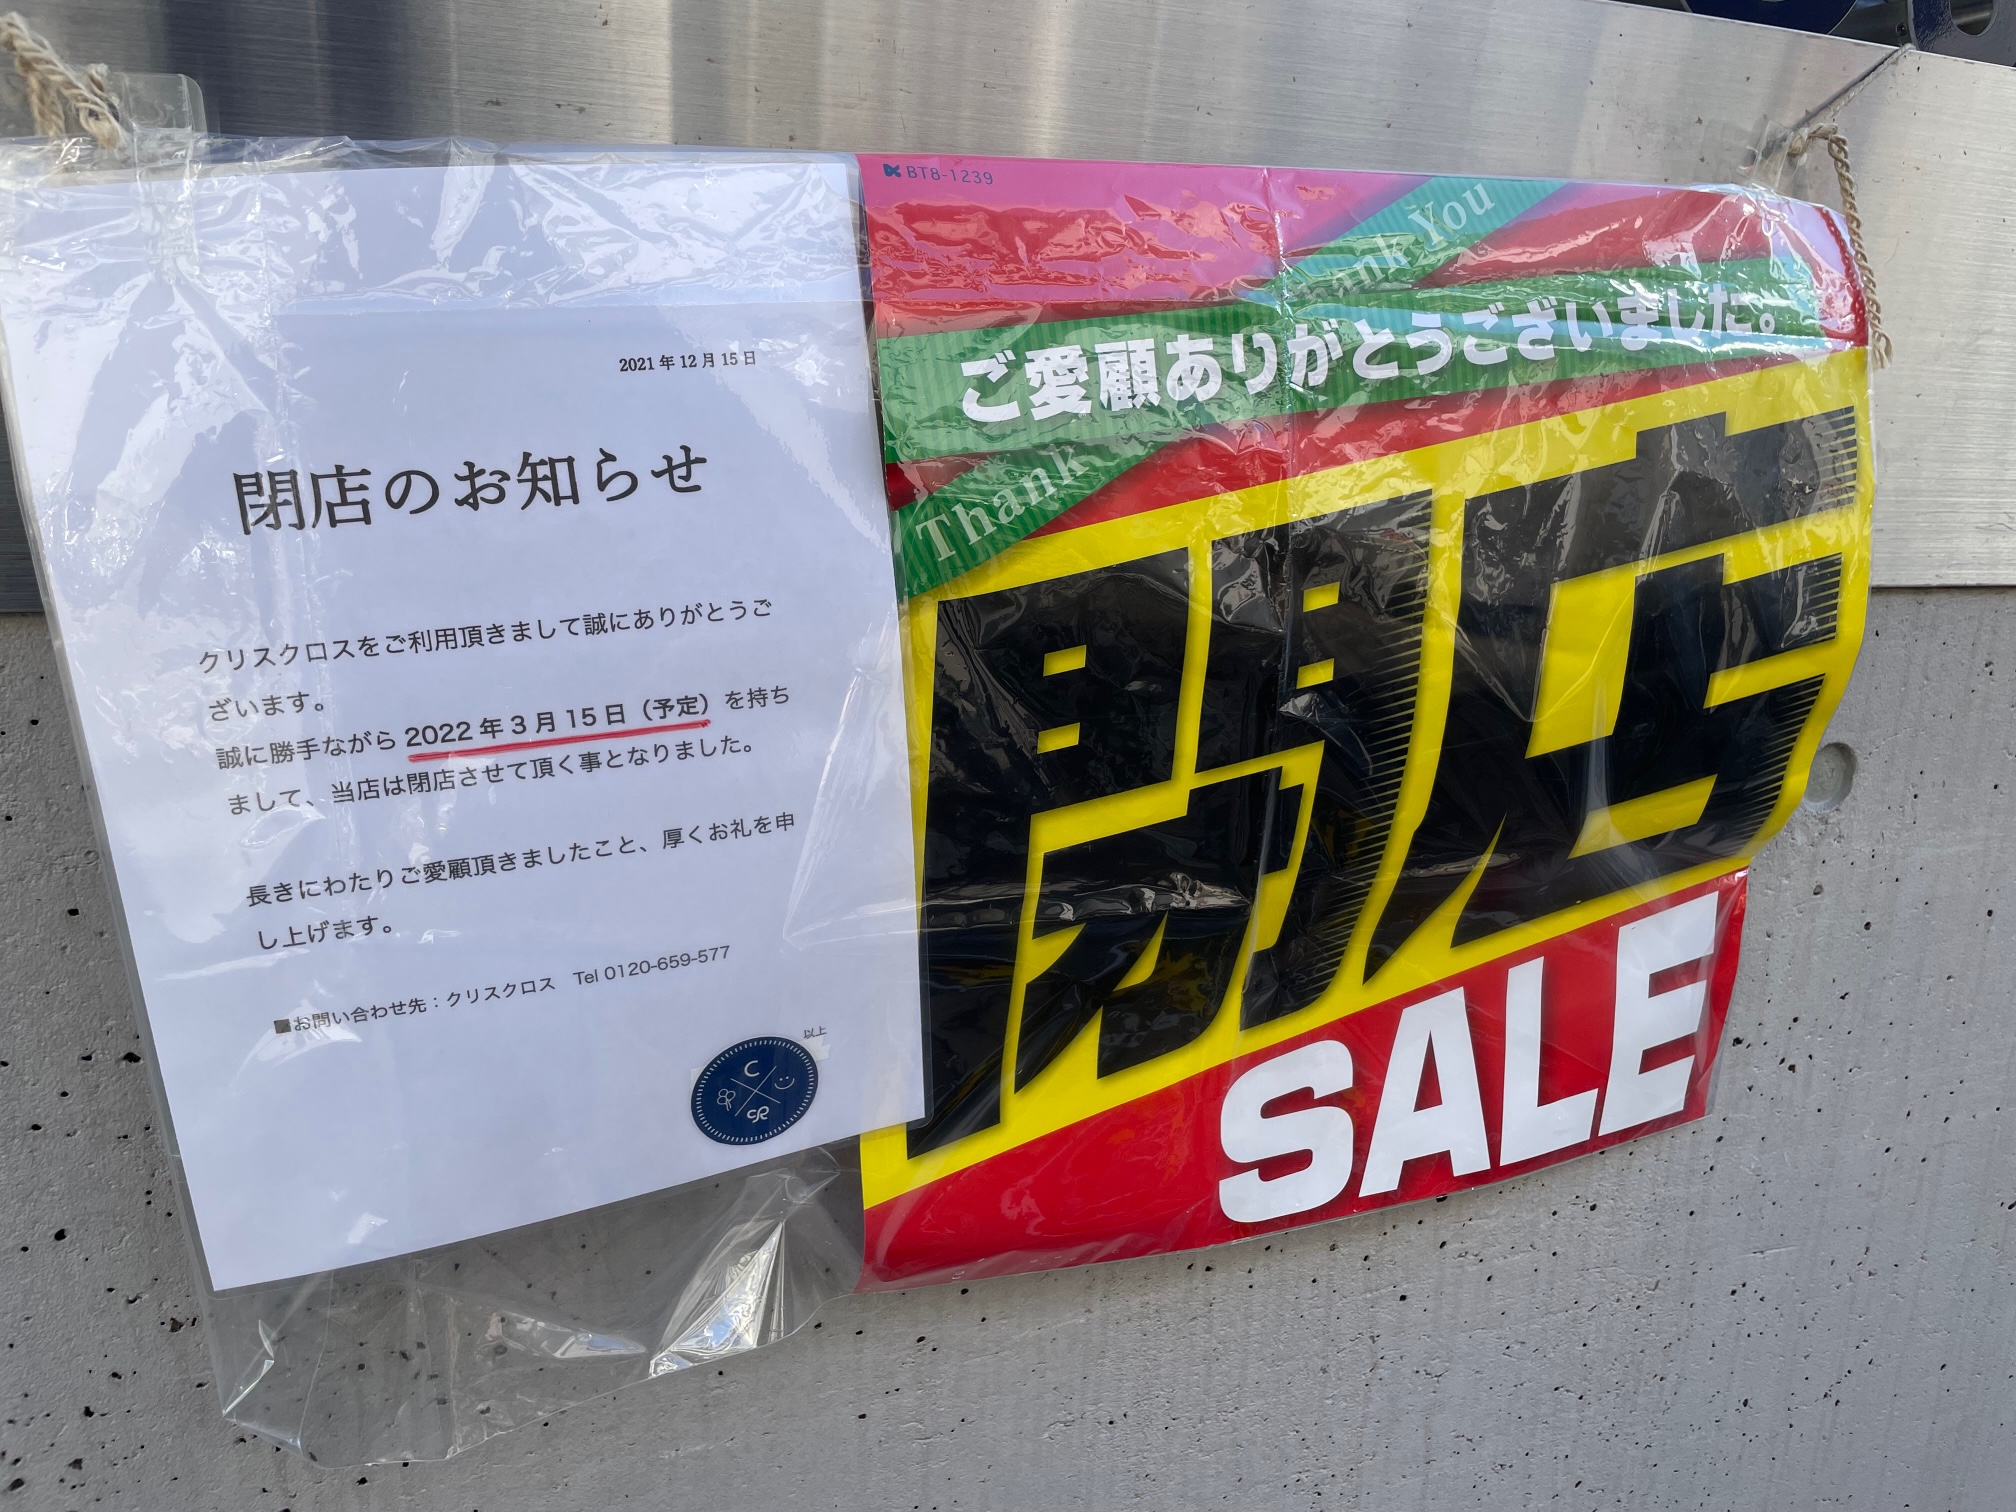 2021年12月15日
閉店のお知らせ
クリスクロスをご利用頂きまして誠にありがとうご
ざいます。
誠に勝手ながら 2022年3月15日（予定）を持ち
まして、当店は閉店させて頂く事となりました。
長きにわたりご愛顧頂きましたこと、厚くお礼を申
し上げます。
■お問い合わせ先：クリスクロス　Tel 0120-659-577
以上
C
CR
BT8-1239
Thank You
ご愛顧ありがとうございました。
Thank
閉店
SALE